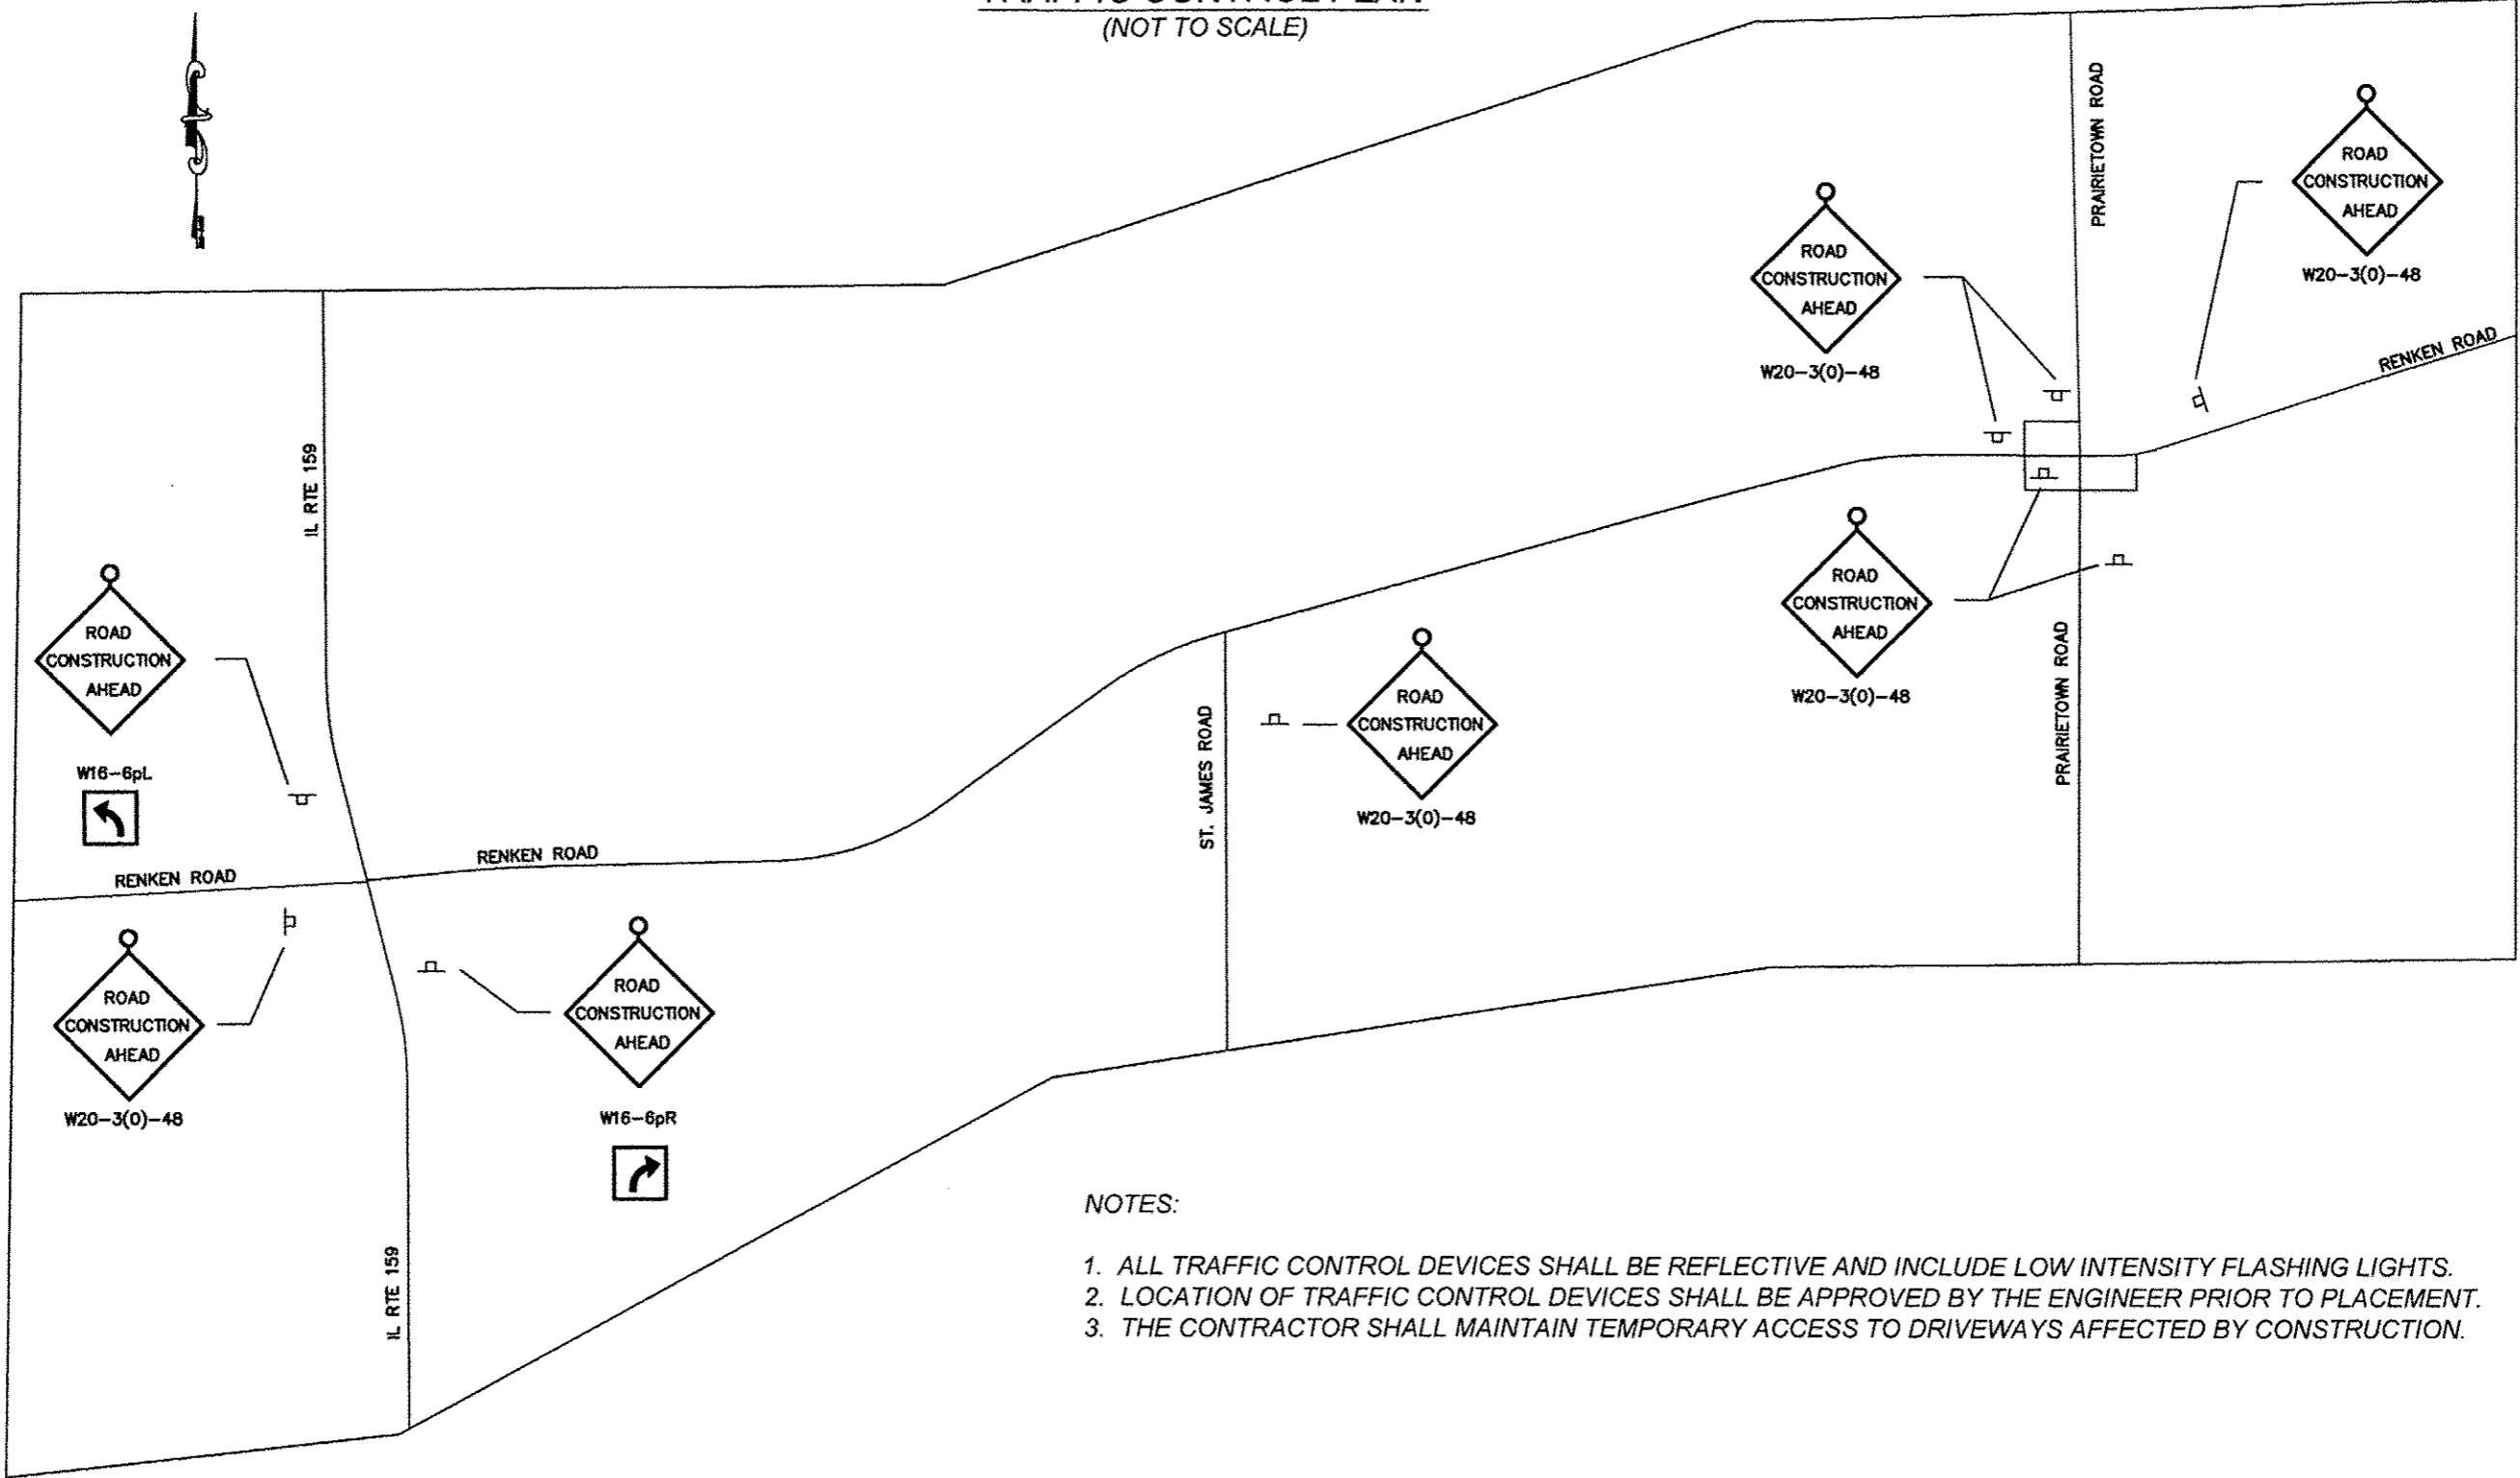 TRAFFIC CONTROL PLAN
(NOT TO SCALE)
PRAIRIETOWN ROAD
ROAD
CONSTRUCTION
AHEAD
W20-3(0)-48
ROAD
CONSTRUCTION
AHEAD
W20-3(0)-48
RENKEN ROAD
IL RTE 159
ROAD
CONSTRUCTION
AHEAD
W20-3(0)-48
PRAIRIETOWN ROAD
ROAD
CONSTRUCTION
AHEAD
W16-6pL
ST. JAMES ROAD
ROAD
CONSTRUCTION
AHEAD
W20-3(0)-48
RENKEN ROAD
RENKEN ROAD
ROAD
CONSTRUCTION
AHEAD
W20-3(0)-48
ROAD
CONSTRUCTION
AHEAD
W16-6pR
IL RTE 159
NOTES:
1. ALL TRAFFIC CONTROL DEVICES SHALL BE REFLECTIVE AND INCLUDE LOW INTENSITY FLASHING LIGHTS.
2. LOCATION OF TRAFFIC CONTROL DEVICES SHALL BE APPROVED BY THE ENGINEER PRIOR TO PLACEMENT.
3. THE CONTRACTOR SHALL MAINTAIN TEMPORARY ACCESS TO DRIVEWAYS AFFECTED BY CONSTRUCTION.